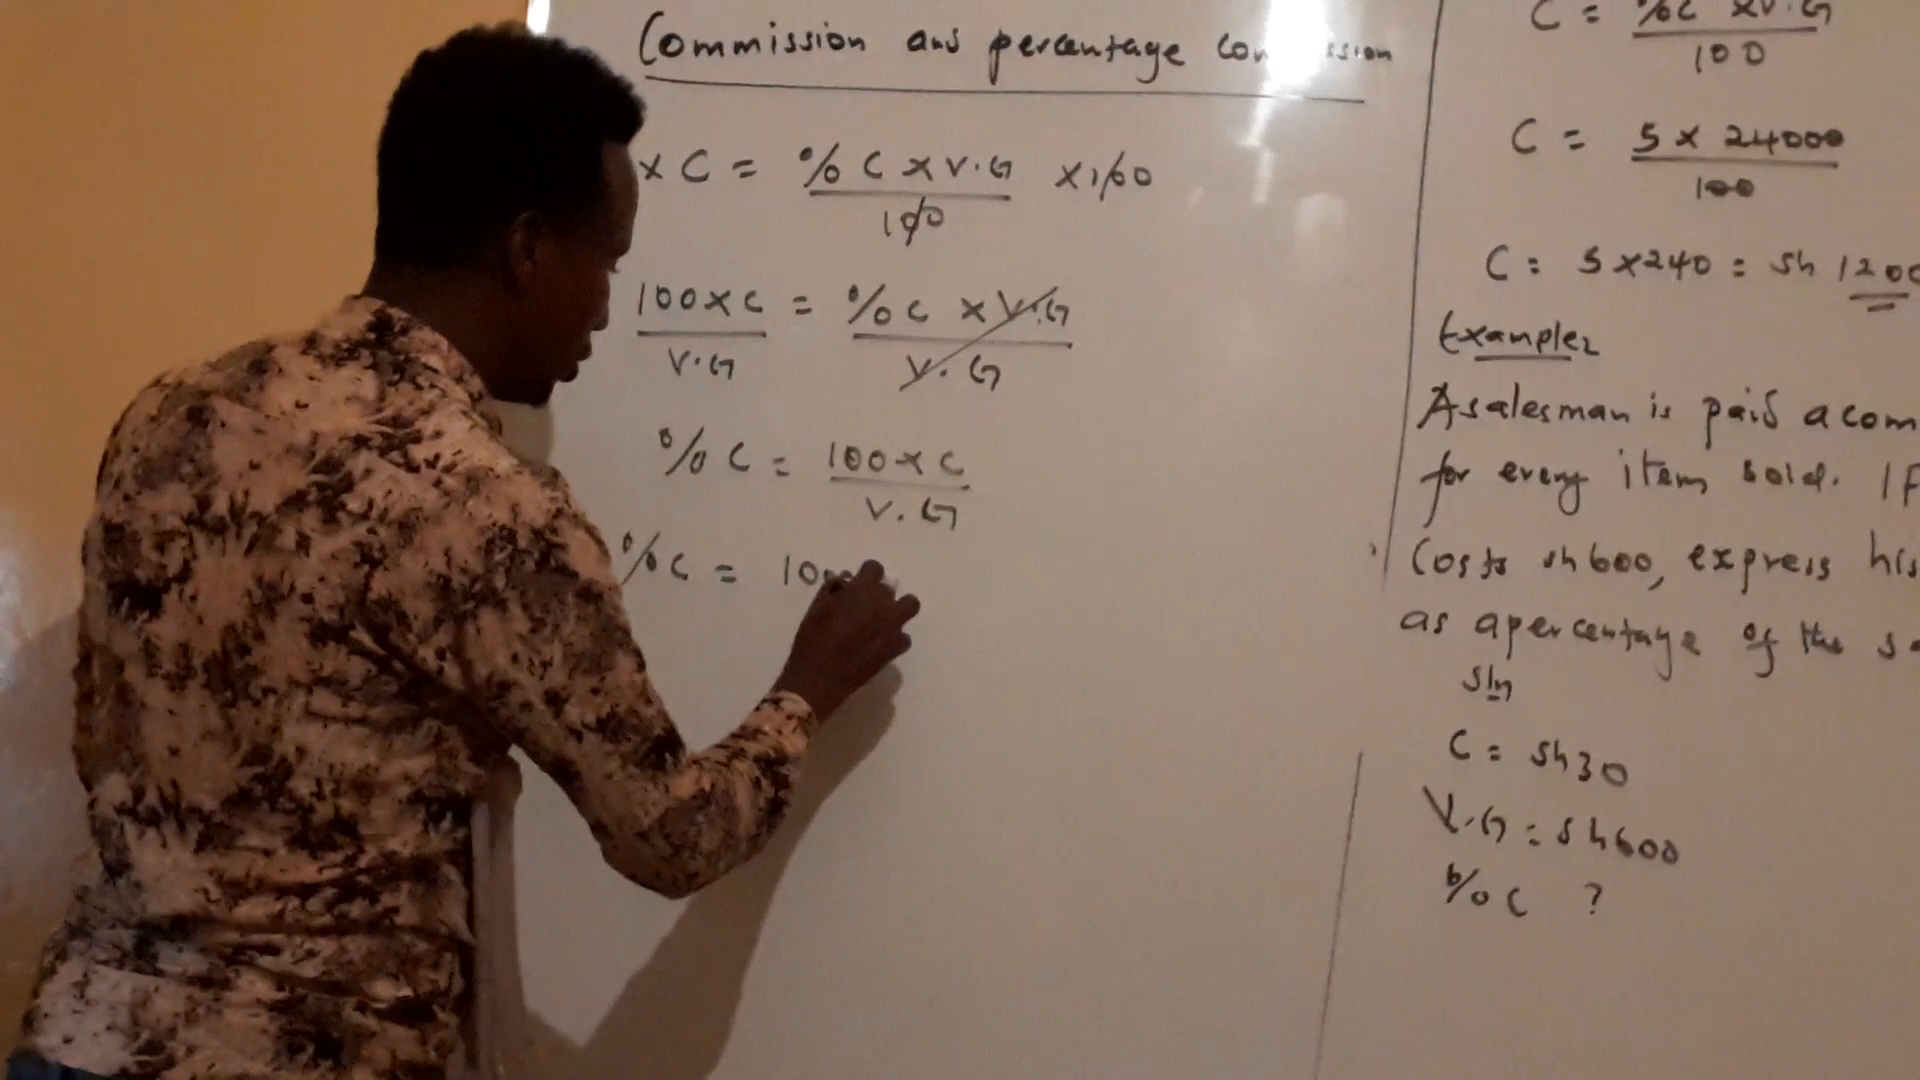 Commission and percentage
x C = % C x V.G x 100
100
100 x C = % C x V.G
V.G V.G
% C = 100 x C
V.G
% C =
C = % C x V.G
100
C = 5 x 24000
100
C = 5 x 240 = sh 1200
Example 2
A salesman is paid a com
for every item sold. If
Costs sh 600, express his
as a percentage of the
Sln
C = Sh 30
V.G = Sh 600
% C ?